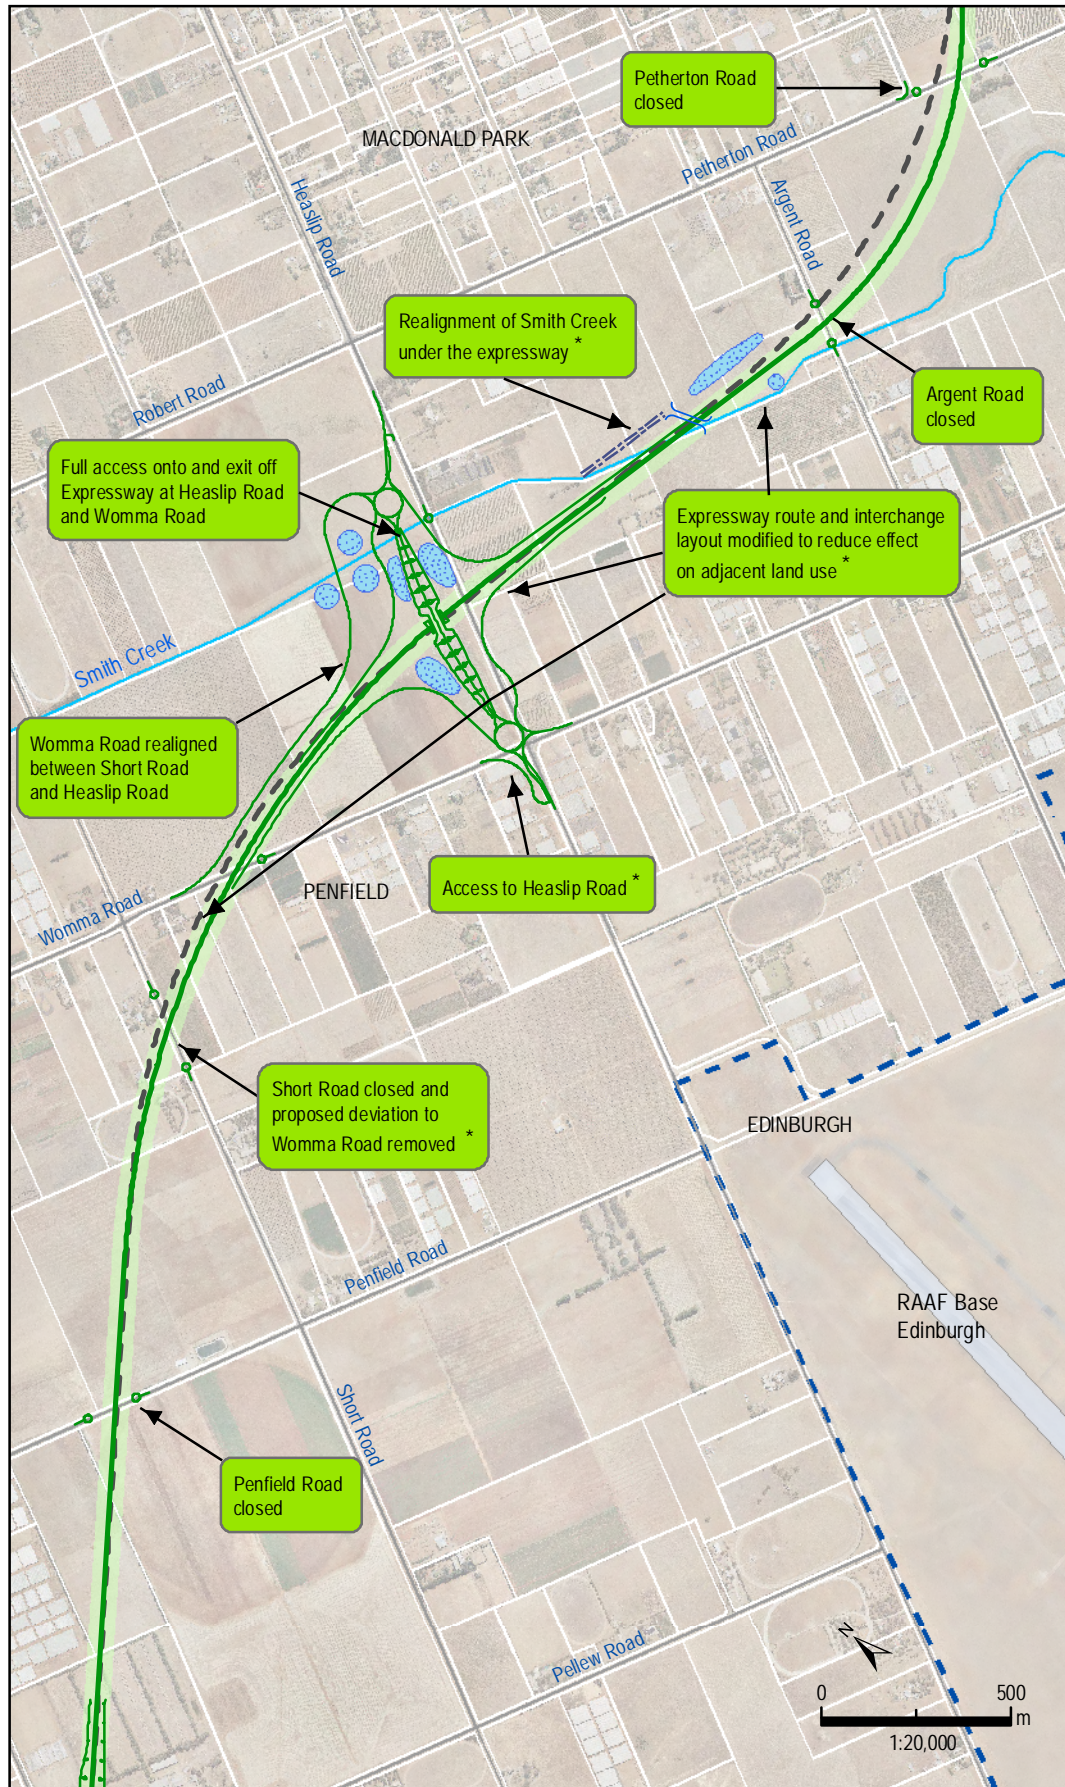 Petherton Road
closed
MACDONALD PARK
Petherton Road
Heaslip Road
Argent Road
Realignment of Smith Creek
under the expressway *
Robert Road
Argent Road
closed
Full access onto and exit off
Expressway at Heaslip Road
and Womma Road
Expressway route and interchange
layout modified to reduce effect
on adjacent land use *
Smith Creek
Womma Road realigned
between Short Road
and Heaslip Road
Access to Heaslip Road *
PENFIELD
Womma Road
Short Road closed and
proposed deviation to
Womma Road removed *
EDINBURGH
Penfield Road
RAAF Base
Edinburgh
Short Road
Penfield Road
closed
Pellew Road
N
0 500
m
1:20,000